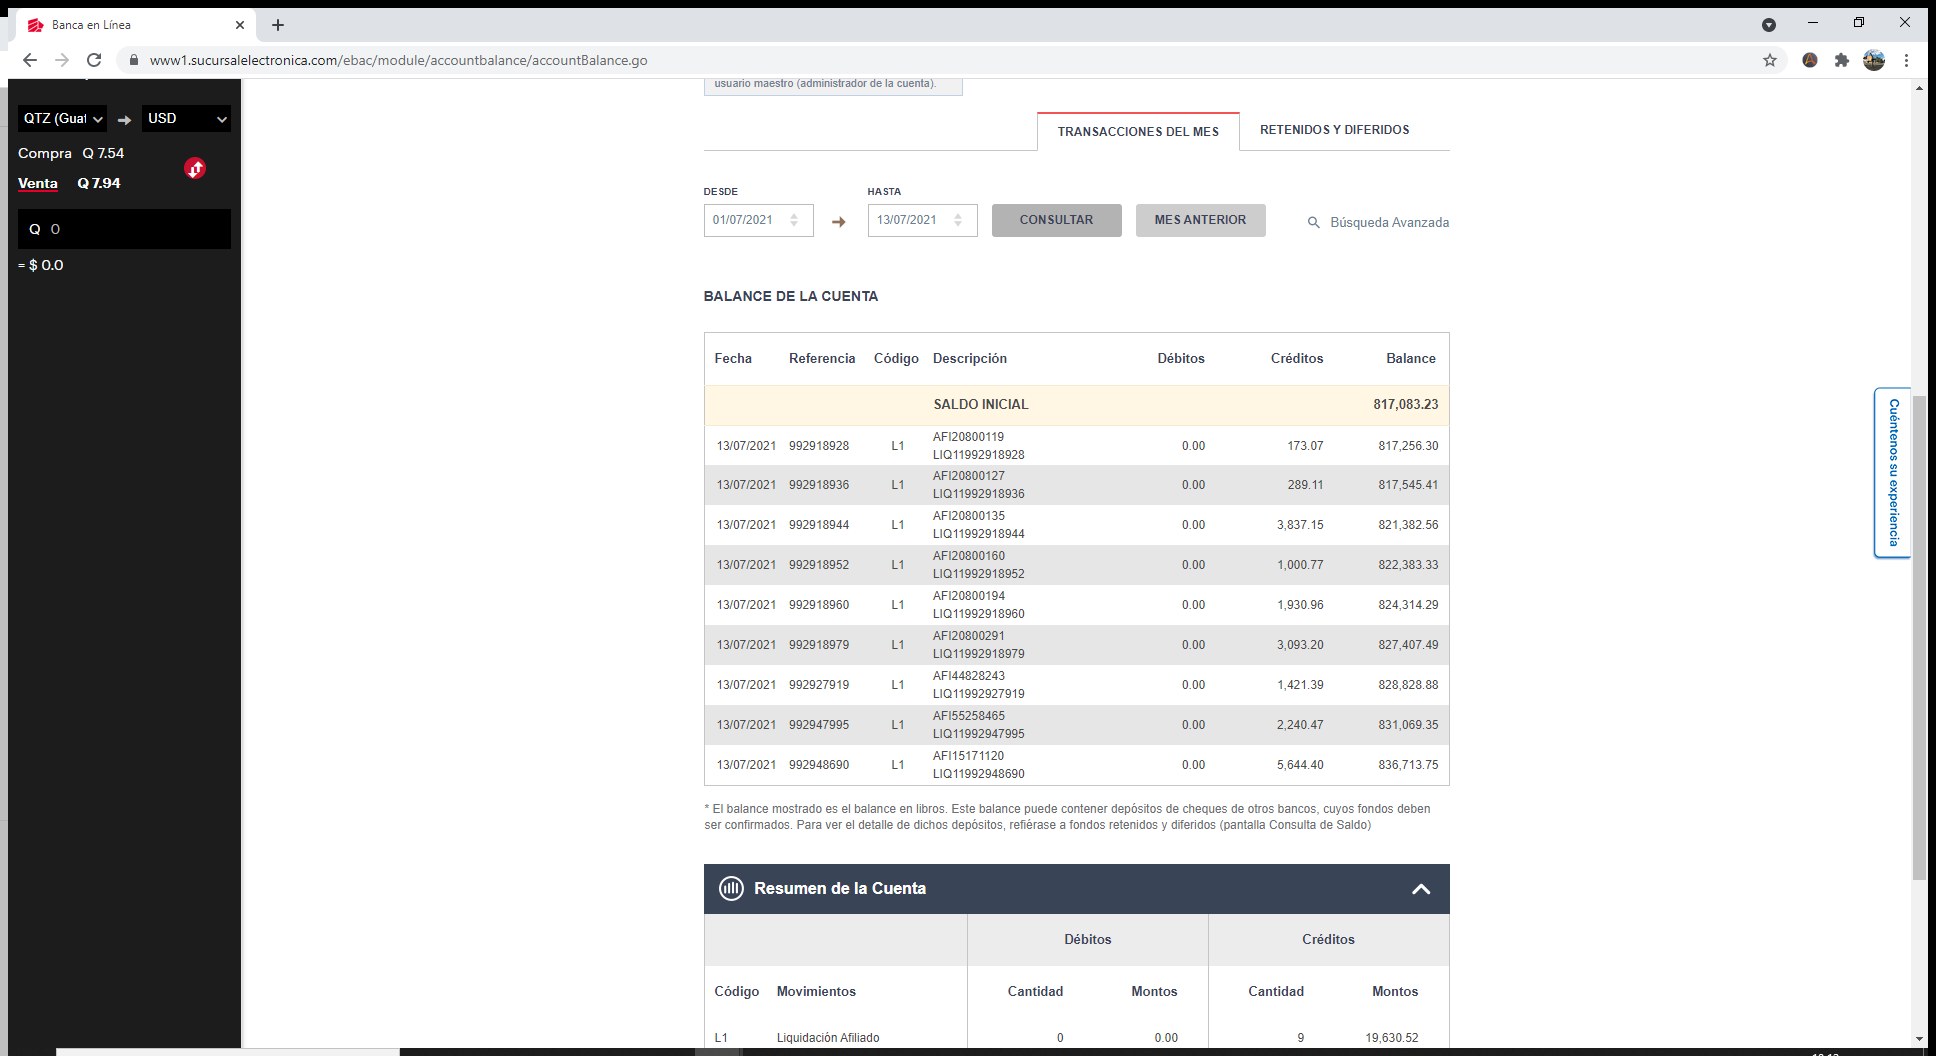 Banca en Línea
www1.sucursalelectronica.com/ebac/module/accountbalance/accountBalance.go
QTZ (Guat USD
Compra Q 7.54
Venta Q 7.94
Q 0
= $ 0.0
usuario maestro (administrador de la cuenta).
TRANSACCIONES DEL MES RETENIDOS Y DIFERIDOS
DESDE HASTA
01/07/2021 13/07/2021 CONSULTAR MES ANTERIOR Búsqueda Avanzada
BALANCE DE LA CUENTA
Fecha Referencia Código Descripción Débitos Créditos Balance
SALDO INICIAL 817,083.23
13/07/2021 992918928 L1 AFI20800119 0.00 173.07 817,256.30
LIQ11992918928
13/07/2021 992918936 L1 AFI20800127 0.00 289.11 817,545.41
LIQ11992918936
13/07/2021 992918944 L1 AFI20800135 0.00 3,837.15 821,382.56
LIQ11992918944
13/07/2021 992918952 L1 AFI20800160 0.00 1,000.77 822,383.33
LIQ11992918952
13/07/2021 992918960 L1 AFI20800194 0.00 1,930.96 824,314.29
LIQ11992918960
13/07/2021 992918979 L1 AFI20800291 0.00 3,093.20 827,407.49
LIQ11992918979
13/07/2021 992927919 L1 AFI44828243 0.00 1,421.39 828,828.88
LIQ11992927919
13/07/2021 992947995 L1 AFI55258465 0.00 2,240.47 831,069.35
LIQ11992947995
13/07/2021 992948690 L1 AFI15171120 0.00 5,644.40 836,713.75
LIQ11992948690
* El balance mostrado es el balance en libros. Este balance puede contener depósitos de cheques de otros bancos, cuyos fondos deben
ser confirmados. Para ver el detalle de dichos depósitos, refiérase a fondos retenidos y diferidos (pantalla Consulta de Saldo)
Resumen de la Cuenta
Débitos Créditos
Código Movimientos Cantidad Montos Cantidad Montos
L1 Liquidación Afiliado 0 0.00 9 19,630.52
Cuéntenos su experiencia